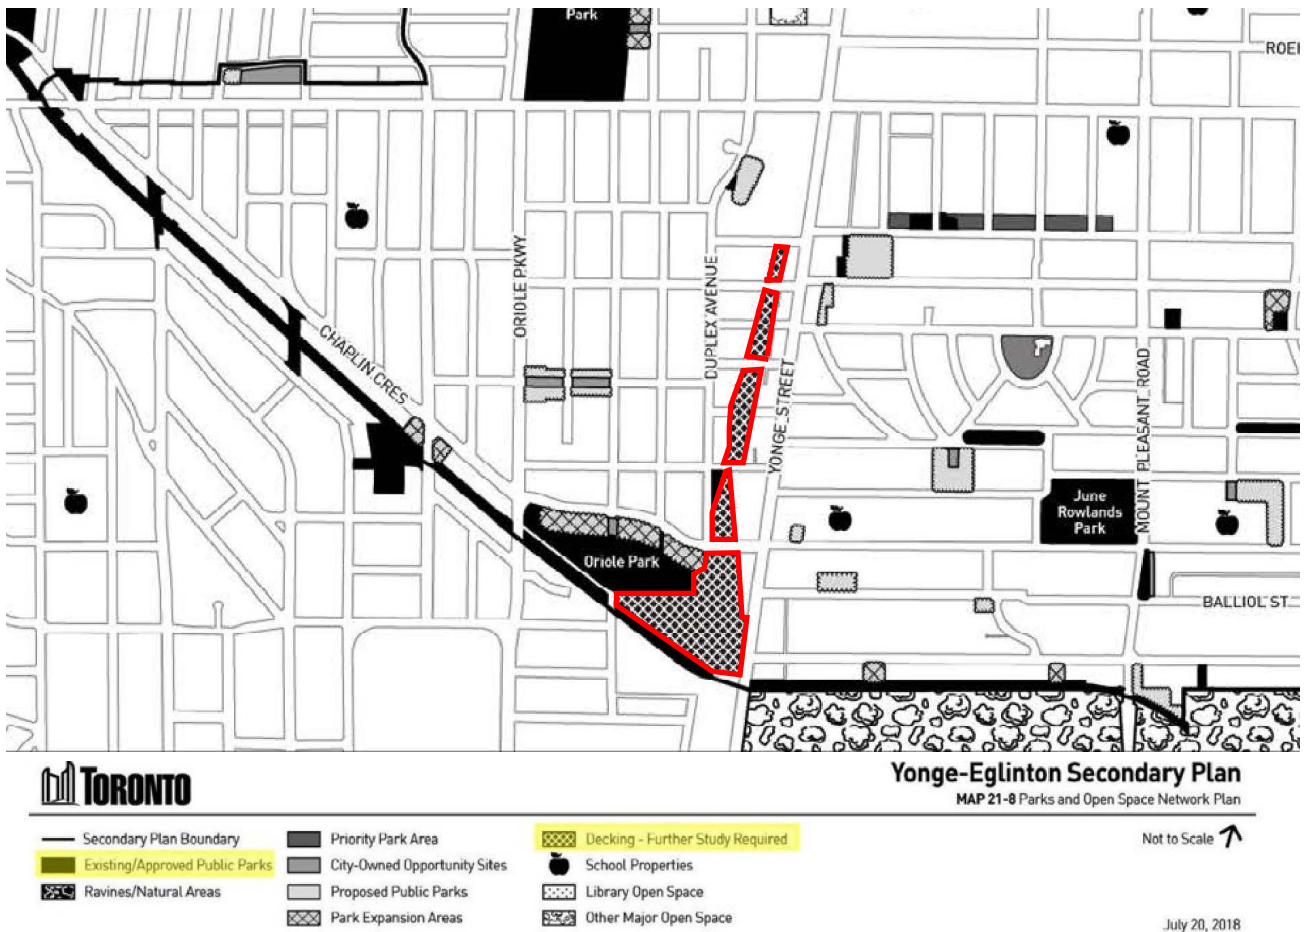 Park
ROEH
ORIOLE PKWY
DUPLEX AVENUE
CHAPLIN CRES
YONGE STREET
MOUNT PLEASANT ROAD
June
Rowlands
Park
Oriole Park
BALLIOL ST
TORONTO
Yonge-Eglinton Secondary Plan
MAP 21-8 Parks and Open Space Network Plan
Secondary Plan Boundary
Existing/Approved Public Parks
Ravines/Natural Areas
Priority Park Area
City-Owned Opportunity Sites
Proposed Public Parks
Park Expansion Areas
Decking - Further Study Required
School Properties
Library Open Space
Other Major Open Space
Not to Scale
July 20, 2018